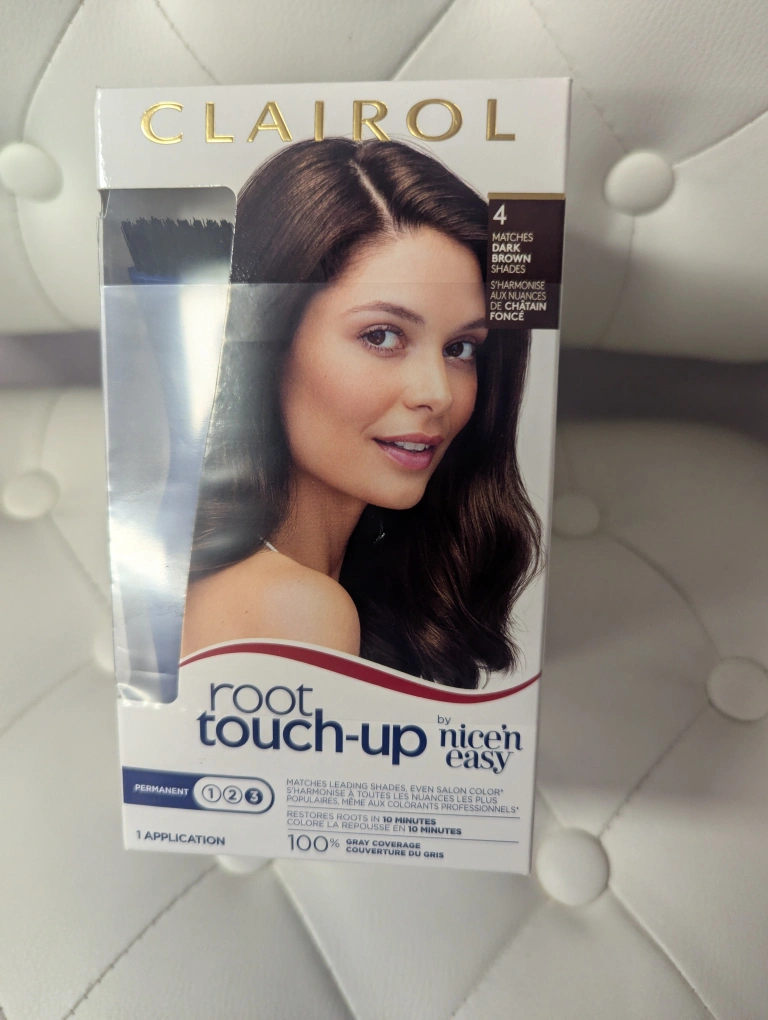 CLAIROL
4
MATCHES
DARK
BROWN
SHADES
S'HARMONISE
AUX NUANCES
DE CHÂTAIN
FONCÉ
root
touch-up
by
nice'n
easy
PERMANENT 1 2 3
1 APPLICATION
MATCHES LEADING SHADES, EVEN SALON COLOR*
S'HARMONISE À TOUTES LES NUANCES LES PLUS
POPULAIRES, MÊME AUX COLORANTS PROFESSIONNELS*
RESTORES ROOTS IN 10 MINUTES
COLORE LA REPOUSSE EN 10 MINUTES
100% GRAY COVERAGE
COUVERTURE DU GRIS